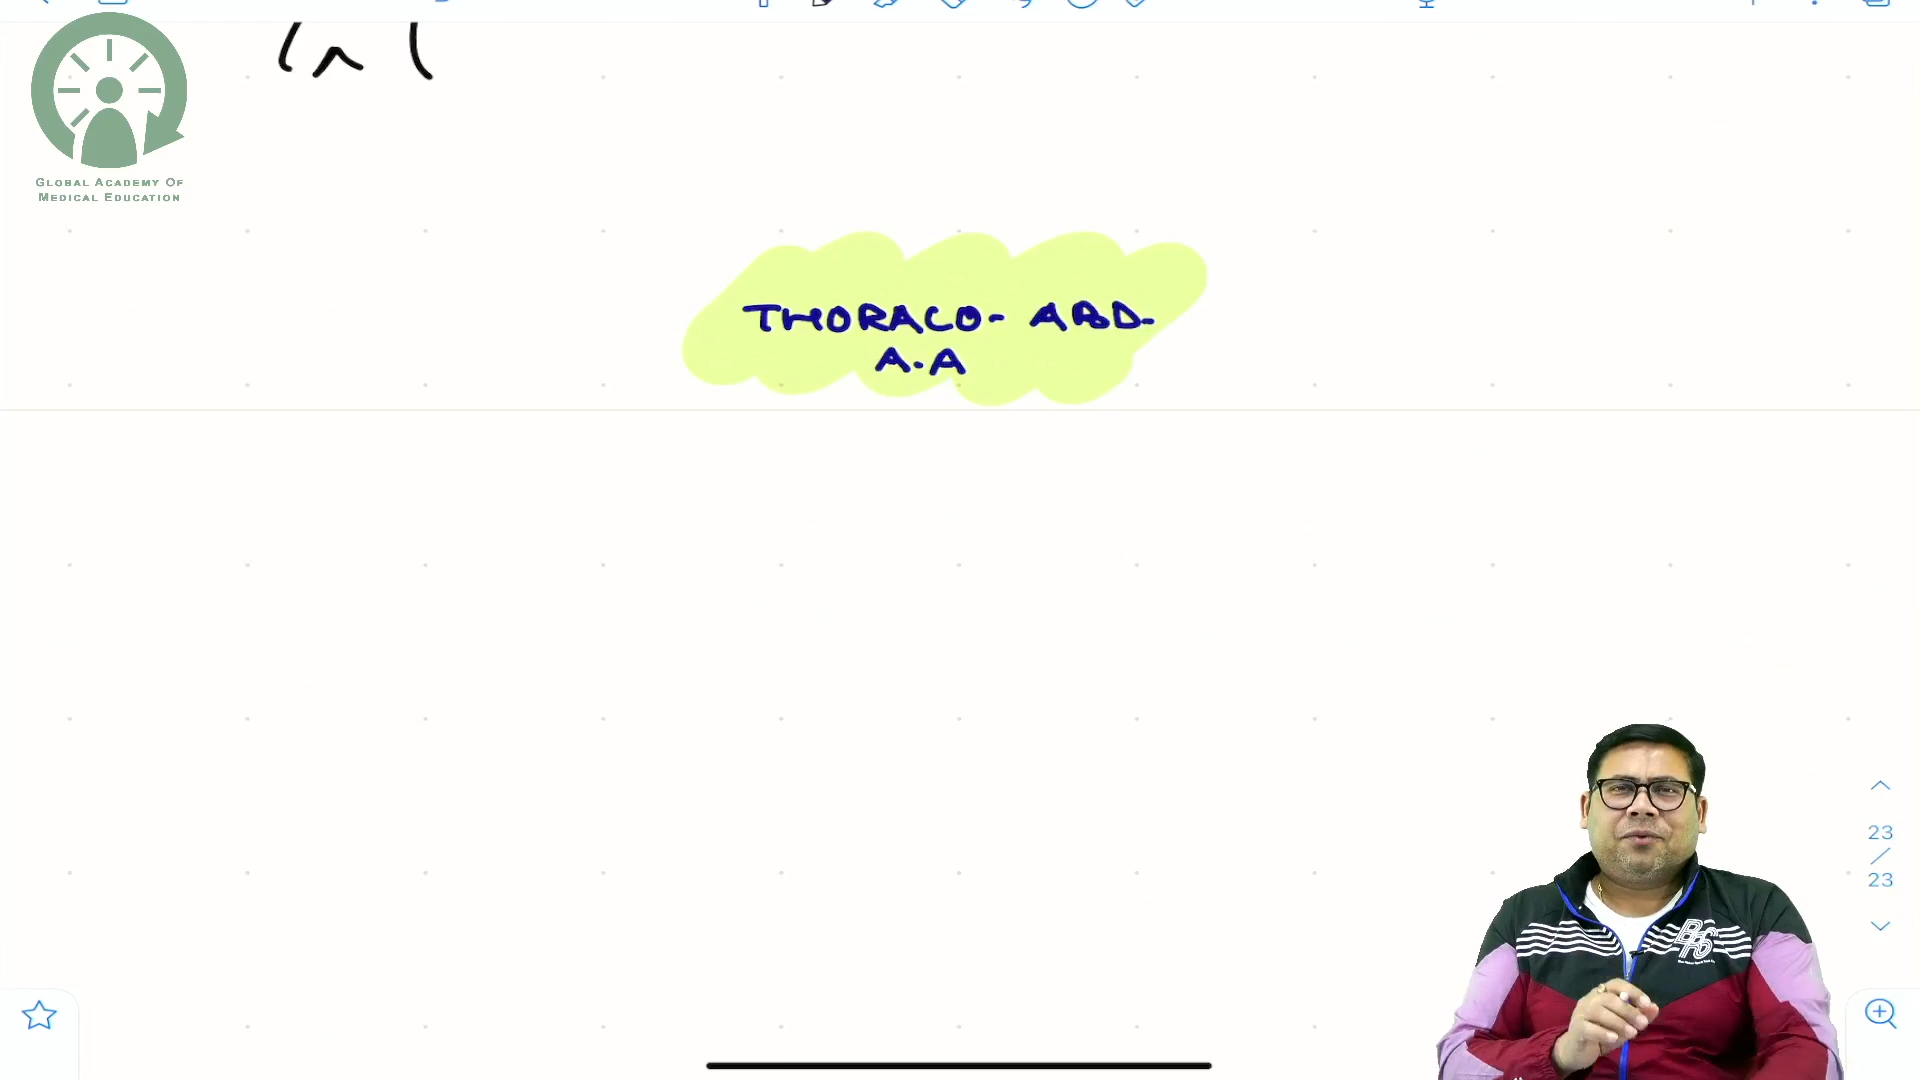 GLOBAL ACADEMY OF
MEDICAL EDUCATION
THORACO- ABD-
A.A
23
/
23